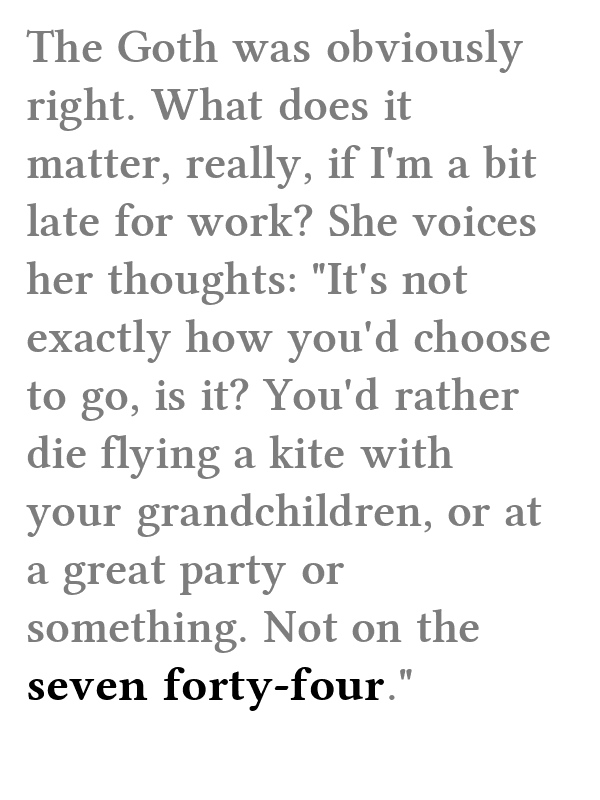 The Goth was obviously
right. What does it
matter, really, if I'm a bit
late for work? She voices
her thoughts: "It's not
exactly how you'd choose
to go, is it? You'd rather
die flying a kite with
your grandchildren, or at
a great party or
something. Not on the
seven forty-four."